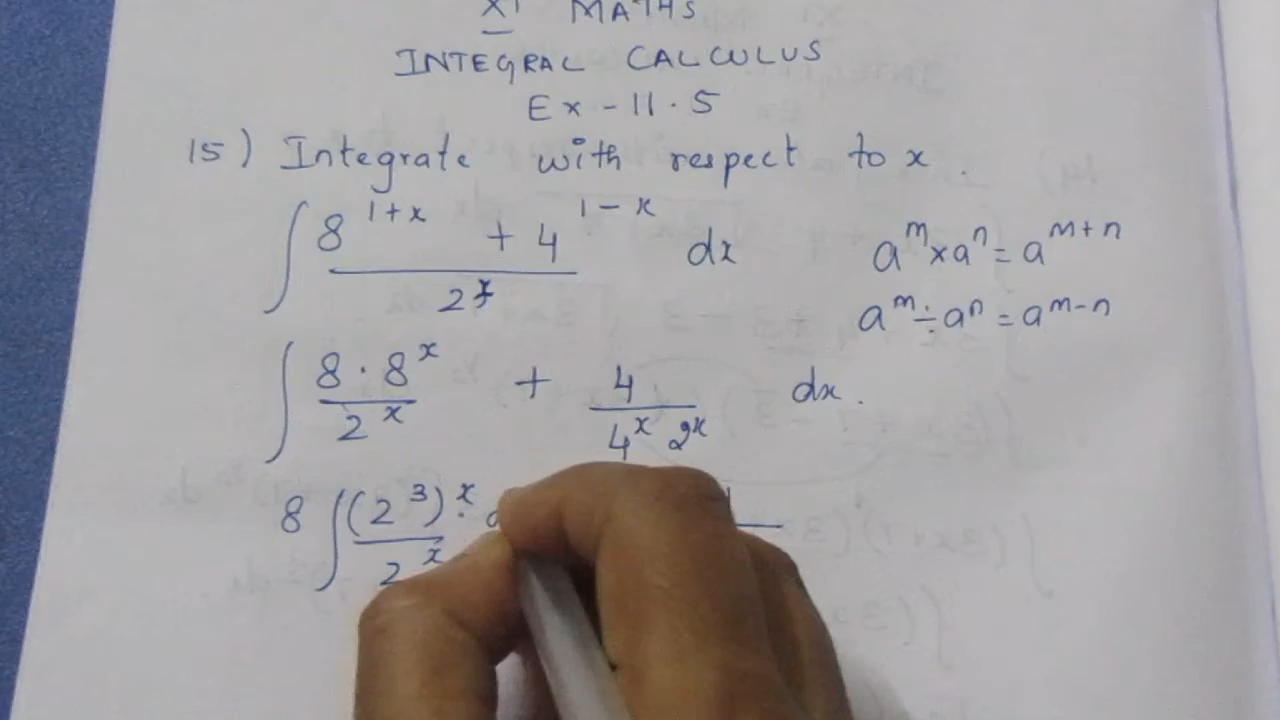 XI MATHS
INTEGRAL CALCULUS
Ex - 11.5
15) Integrate with respect to x.
∫ (8^(1+x) + 4^(1-x)) / 2^x dx
a^m × a^n = a^(m+n)
a^m ÷ a^n = a^(m-n)
∫ (8 · 8^x) / 2^x + 4 / (4^x 2^x) dx.
8 ∫ (2^3)^x / 2^x